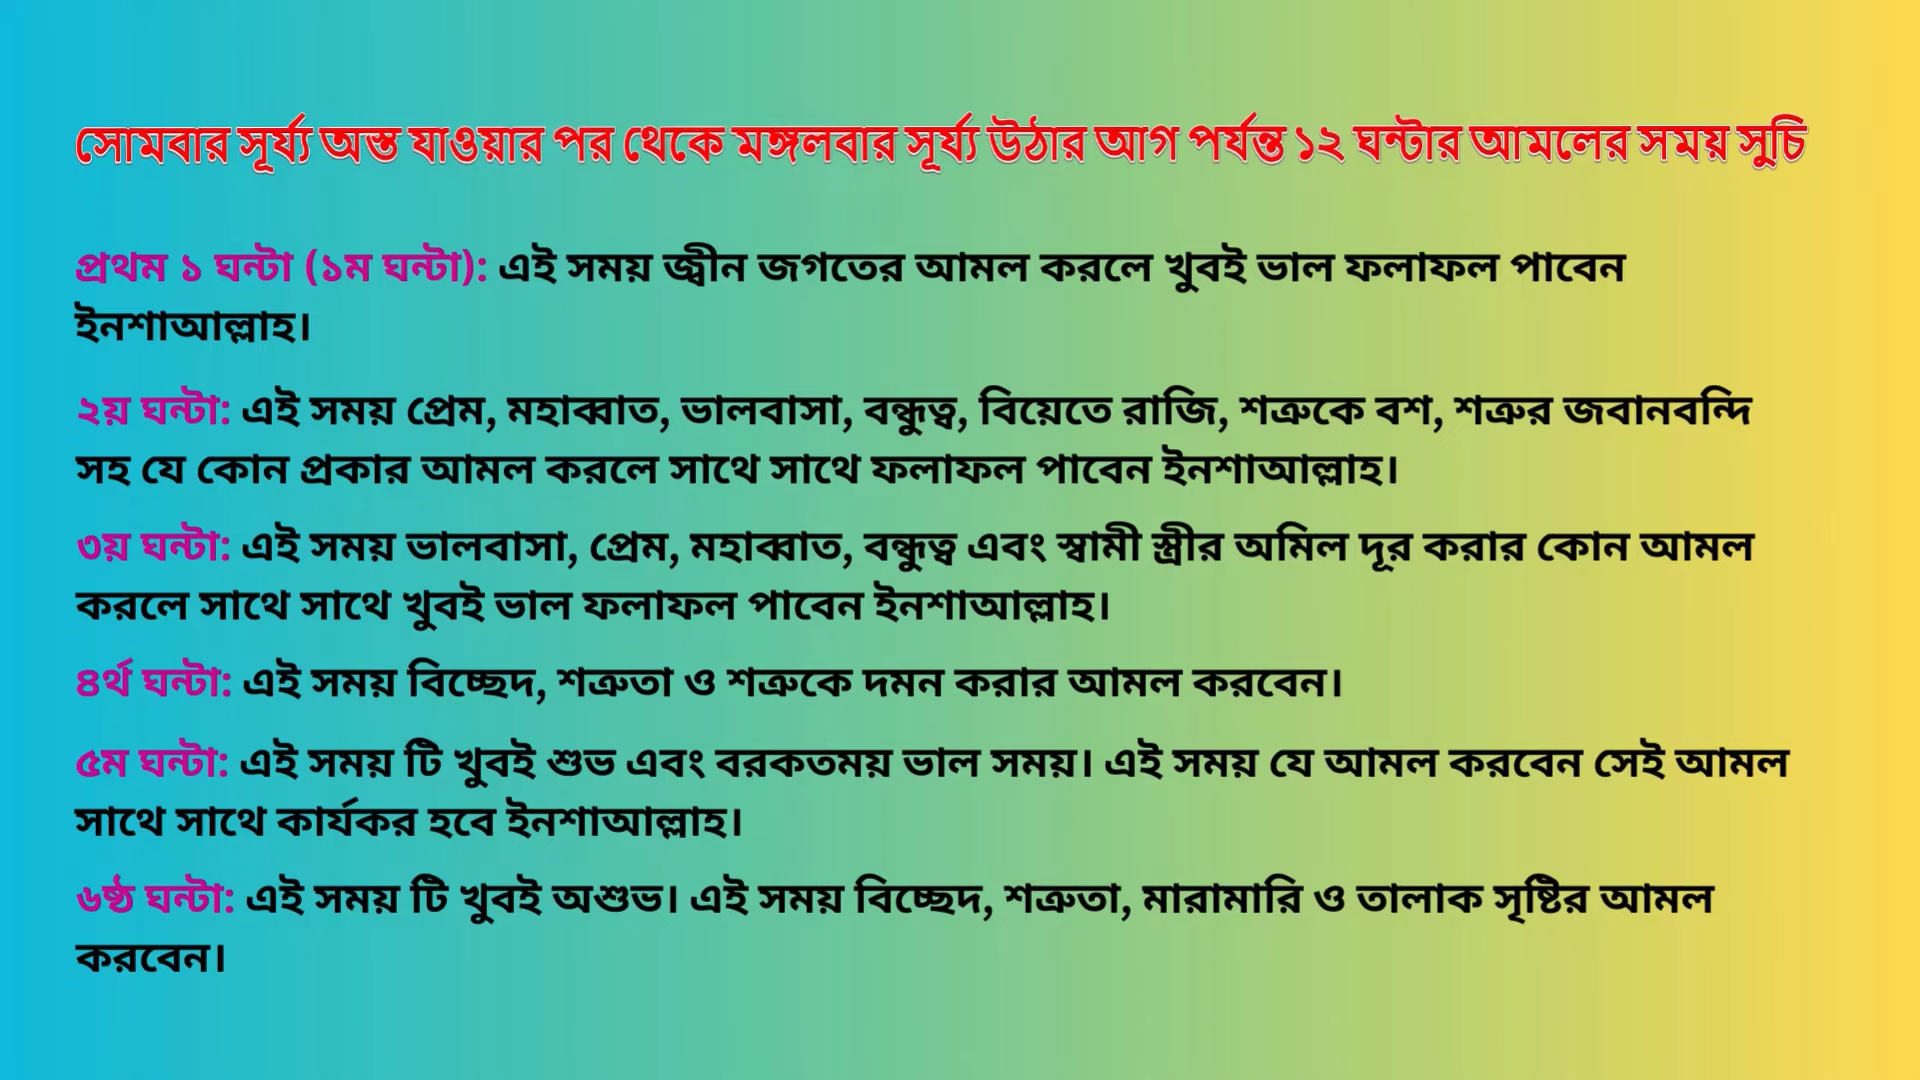 সোমবার সূর্য্য অস্ত যাওয়ার পর থেকে মঙ্গলবার সূর্য্য উঠার আগ পর্যন্ত ১২ ঘন্টার আমলের সময় সুচি
প্রথম ১ ঘন্টা (১ম ঘন্টা): এই সময় জ্বীন জগতের আমল করলে খুবই ভাল ফলাফল পাবেন
ইনশাআল্লাহ।
২য় ঘন্টা: এই সময় প্রেম, মহাব্বাত, ভালবাসা, বন্ধুত্ব, বিয়েতে রাজি, শত্রুকে বশ, শত্রুর জবানবন্দি
সহ যে কোন প্রকার আমল করলে সাথে সাথে ফলাফল পাবেন ইনশাআল্লাহ।
৩য় ঘন্টা: এই সময় ভালবাসা, প্রেম, মহাব্বাত, বন্ধুত্ব এবং স্বামী স্ত্রীর অমিল দূর করার কোন আমল
করলে সাথে সাথে খুবই ভাল ফলাফল পাবেন ইনশাআল্লাহ।
৪র্থ ঘন্টা: এই সময় বিচ্ছেদ, শত্রুতা ও শত্রুকে দমন করার আমল করবেন।
৫ম ঘন্টা: এই সময় টি খুবই শুভ এবং বরকতময় ভাল সময়। এই সময় যে আমল করবেন সেই আমল
সাথে সাথে কার্যকর হবে ইনশাআল্লাহ।
৬ষ্ঠ ঘন্টা: এই সময় টি খুবই অশুভ। এই সময় বিচ্ছেদ, শত্রুতা, মারামারি ও তালাক সৃষ্টির আমল
করবেন।